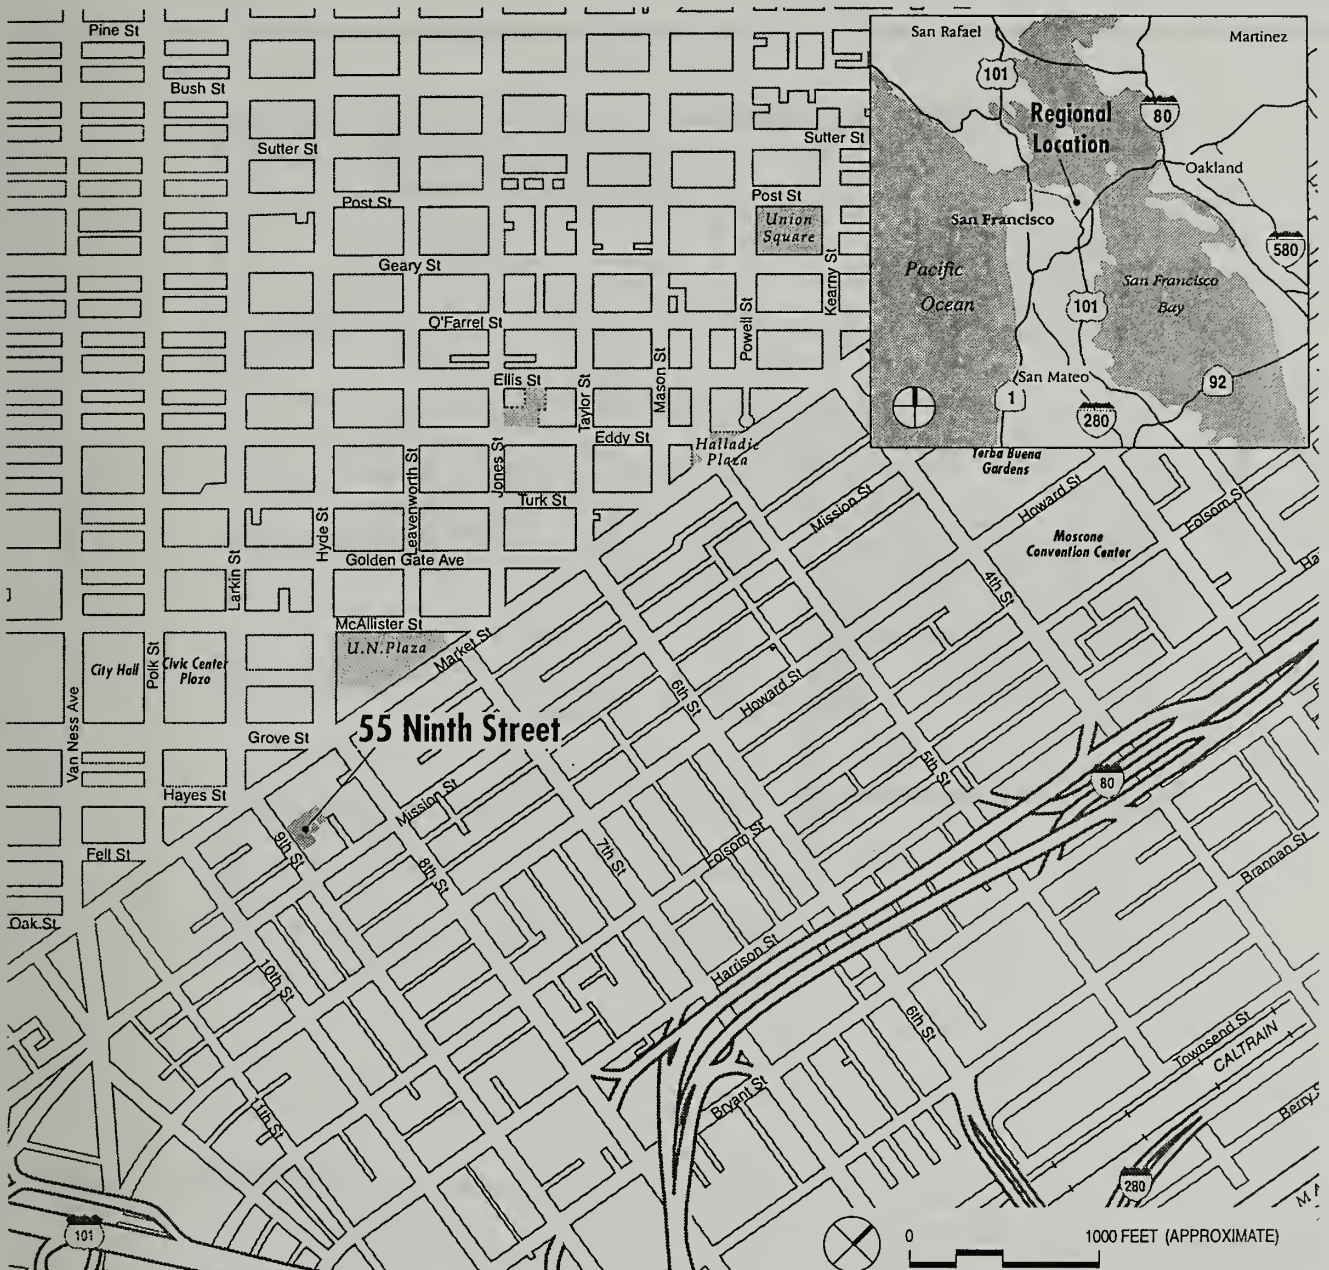 Pine St
Bush St
Sutter St
Post St
Geary St
O'Farrel St
Ellis St
Eddy St
Turk St
Golden Gate Ave
McAllister St
Grove St
Hayes St
Fell St
Oak St
Sutter St
Post St
Union
Square
Kearny St
Powell St
Mason St
Taylor St
Jones St
Leavenworth St
Hyde St
Larkin St
Polk St
Van Ness Ave
Halladie
Plaza
U.N.Plaza
City Hall
Civic Center
Plozo
Market St
55 Ninth Street
San Rafael
Martinez
101
80
Regional
Location
Oakland
San Francisco
580
Pacific
Ocean
San Francisco
Bay
101
San Mateo
1
92
280
Yerba Buena
Gardens
Howard St
Folsom St
Mission St
Moscone
Convention Center
Ha
4th St
6th St
Howard St
5th St
80
Mission St
9th St
8th St
7th St
Folsom St
Brannan St
10th St
Harrison St
6th St
11th St
Bryant St
Townsend St
CALTRAIN
Berry S
280
M A
101
0
1000 FEET (APPROXIMATE)